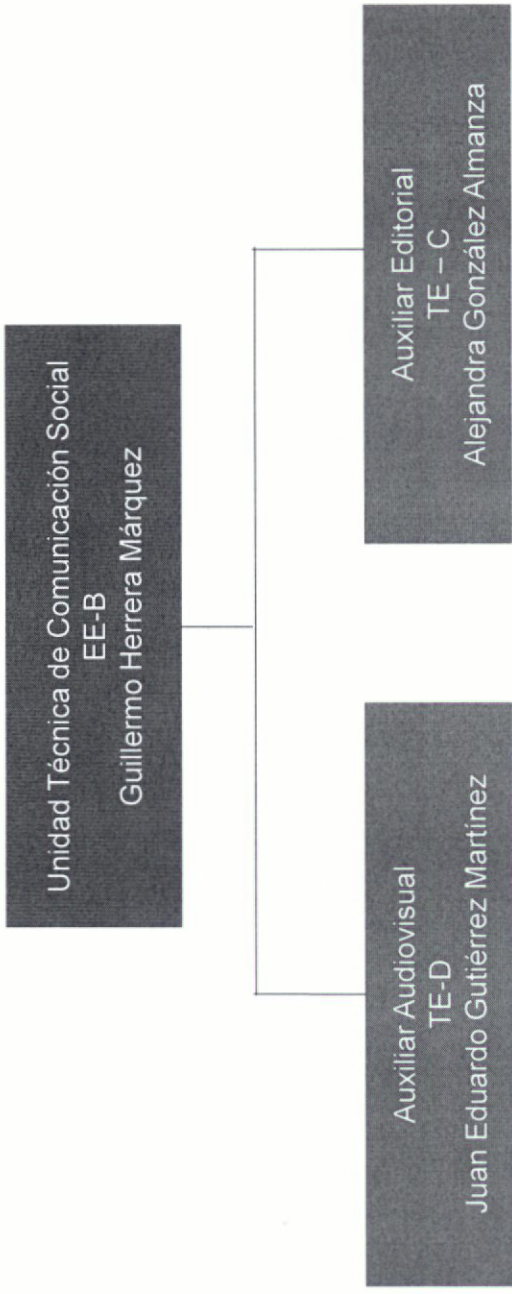 Unidad Técnica de Comunicación Social
EE-B
Guillermo Herrera Márquez
Auxiliar Audiovisual
TE-D
Juan Eduardo Gutiérrez Martínez
Auxiliar Editorial
TE – C
Alejandra González Almanza